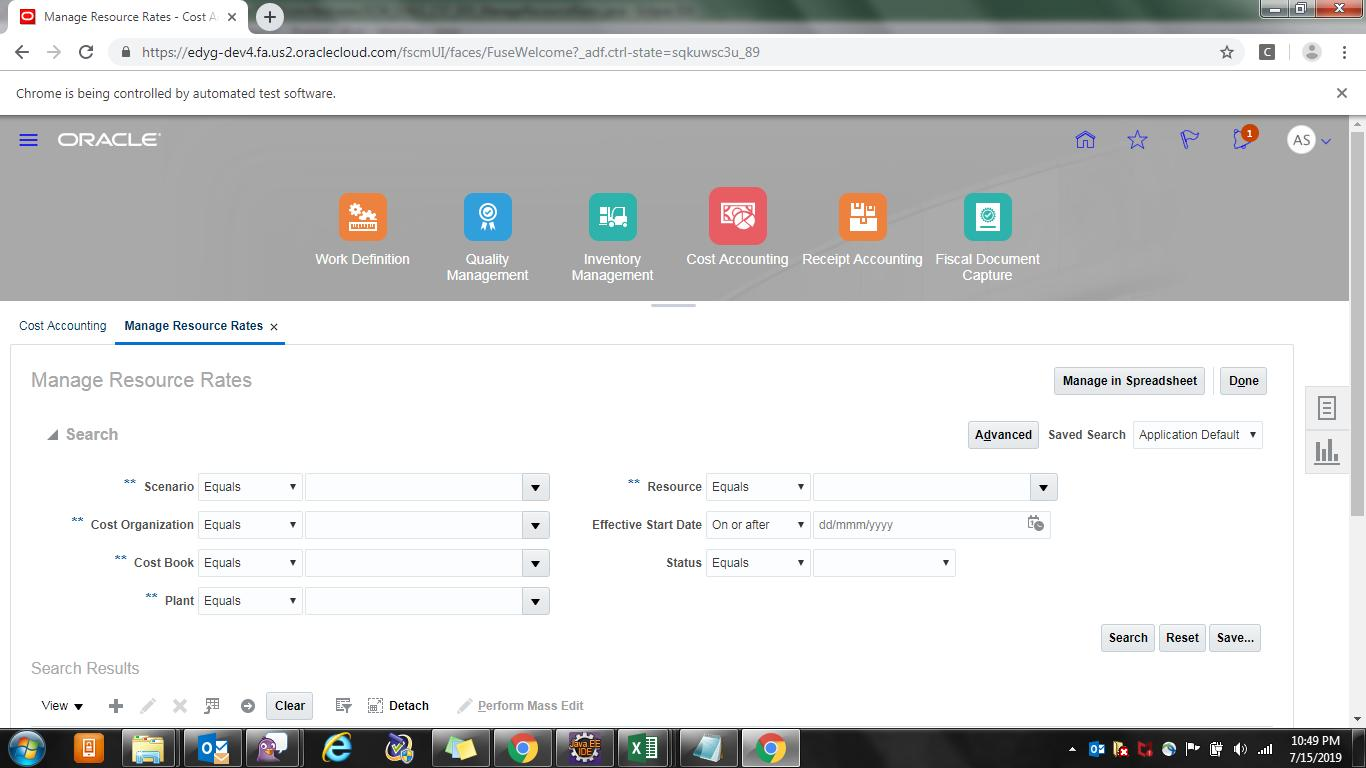 Manage Resource Rates - Cost A
https://edyg-dev4.fa.us2.oraclecloud.com/fscmUI/faces/FuseWelcome?_adf.ctrl-state=sqkuwsc3u_89
C
Chrome is being controlled by automated test software.
ORACLE
1
AS
Work Definition
Quality
Management
Inventory
Management
Cost Accounting
Receipt Accounting
Fiscal Document
Capture
Cost Accounting
Manage Resource Rates
Manage Resource Rates
Manage in Spreadsheet
Done
Search
Advanced
Saved Search
Application Default
** Scenario Equals
** Resource Equals
** Cost Organization Equals
Effective Start Date On or after dd/mmm/yyyy
** Cost Book Equals
Status Equals
** Plant Equals
Search
Reset
Save...
Search Results
View
Clear
Detach
Perform Mass Edit
Java EE
IDE
10:49 PM
7/15/2019